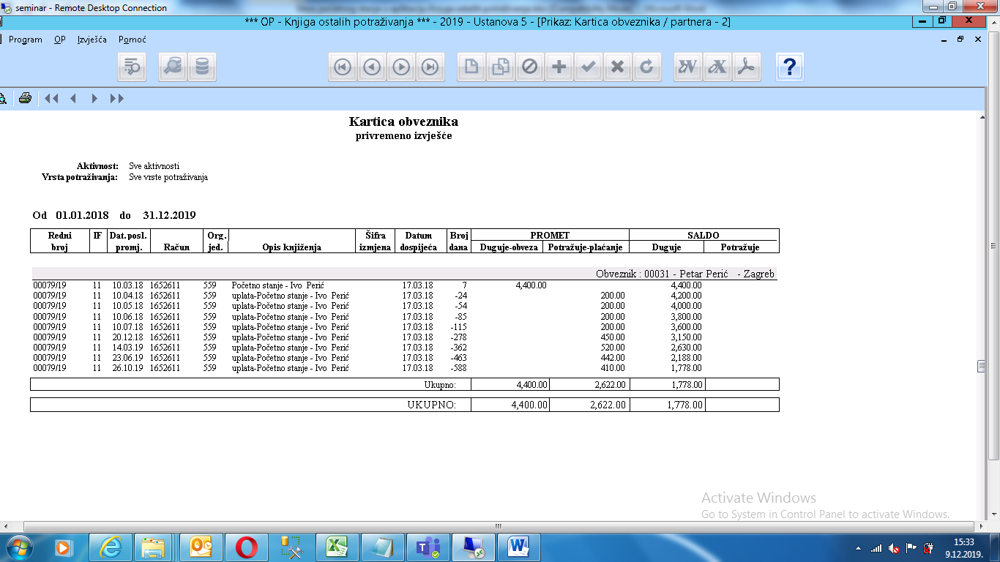 seminar - Remote Desktop Connection
*** OP - Knjiga ostalih potraživanja *** - 2019 - Ustanova 5 - [Prikaz: Kartica obveznika / partnera - 2]
Program OP Izvješća Pomoć
Kartica obveznika
privremeno izvješće
Aktivnost: Sve aktivnosti
Vrsta potraživanja: Sve vrste potraživanja
Od 01.01.2018 do 31.12.2019
Redni IF Dat. posl. Org. Šifra Datum Broj PROMET SALDO
broj promj. Račun jed. Opis knjiženja izmjena dospijeća dana Duguje-obveza Potražuje-plaćanje Duguje Potražuje
Obveznik : 00031 - Petar Perić - Zagreb
00079/19 11 10.03.18 1652611 559 Početno stanje - Ivo Perić 17.03.18 7 4,400.00 4,400.00
00079/19 11 10.04.18 1652611 559 uplata-Početno stanje - Ivo Perić 17.03.18 -24 200.00 4,200.00
00079/19 11 10.05.18 1652611 559 uplata-Početno stanje - Ivo Perić 17.03.18 -54 200.00 4,000.00
00079/19 11 10.06.18 1652611 559 uplata-Početno stanje - Ivo Perić 17.03.18 -85 200.00 3,800.00
00079/19 11 10.07.18 1652611 559 uplata-Početno stanje - Ivo Perić 17.03.18 -115 200.00 3,600.00
00079/19 11 20.12.18 1652611 559 uplata-Početno stanje - Ivo Perić 17.03.18 -278 450.00 3,150.00
00079/19 11 14.03.19 1652611 559 uplata-Početno stanje - Ivo Perić 17.03.18 -362 520.00 2,630.00
00079/19 11 23.06.19 1652611 559 uplata-Početno stanje - Ivo Perić 17.03.18 -463 442.00 2,188.00
00079/19 11 26.10.19 1652611 559 uplata-Početno stanje - Ivo Perić 17.03.18 -588 410.00 1,778.00
Ukupno: 4,400.00 2,622.00 1,778.00
UKUPNO: 4,400.00 2,622.00 1,778.00
Activate Windows
Go to System in Control Panel to activate Windows.
15:33
9.12.2019.